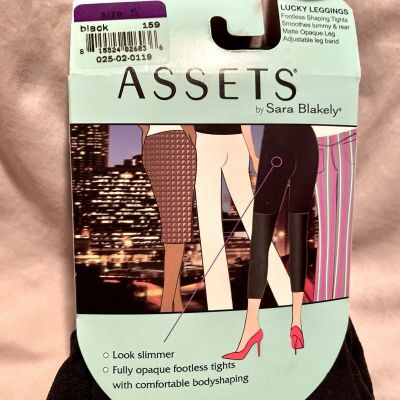 size 5
black 159
8 15524 02683 6
025-02-0119
LUCKY LEGGINGS
Footless Shaping Tights
Smoothes tummy & rear
Matte Opaque Leg
Adjustable leg band
ASSETS®
by Sara Blakely®
Look slimmer
Fully opaque footless tights
with comfortable bodyshaping